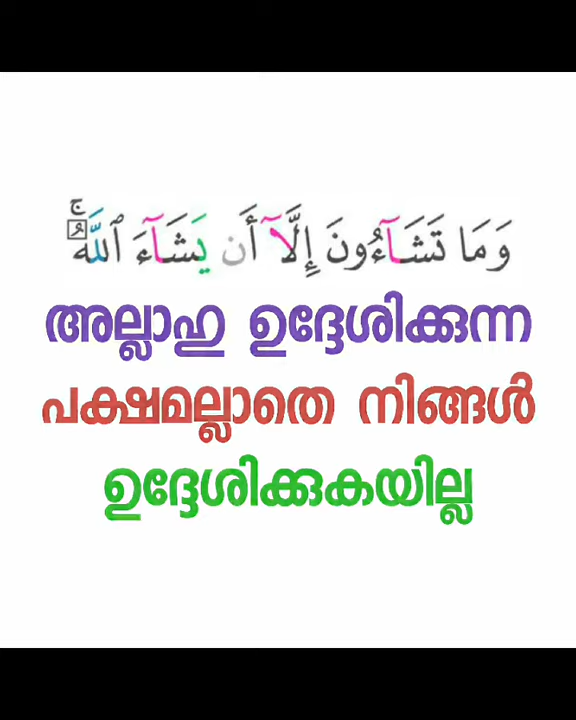 وَمَا تَشَآءُونَ إِلَّآ أَن يَشَآءَ ٱللَّهُ ۚ
അല്ലാഹു ഉദ്ദേശിക്കുന്ന
പക്ഷമല്ലാതെ നിങ്ങൾ
ഉദ്ദേശിക്കുകയില്ല